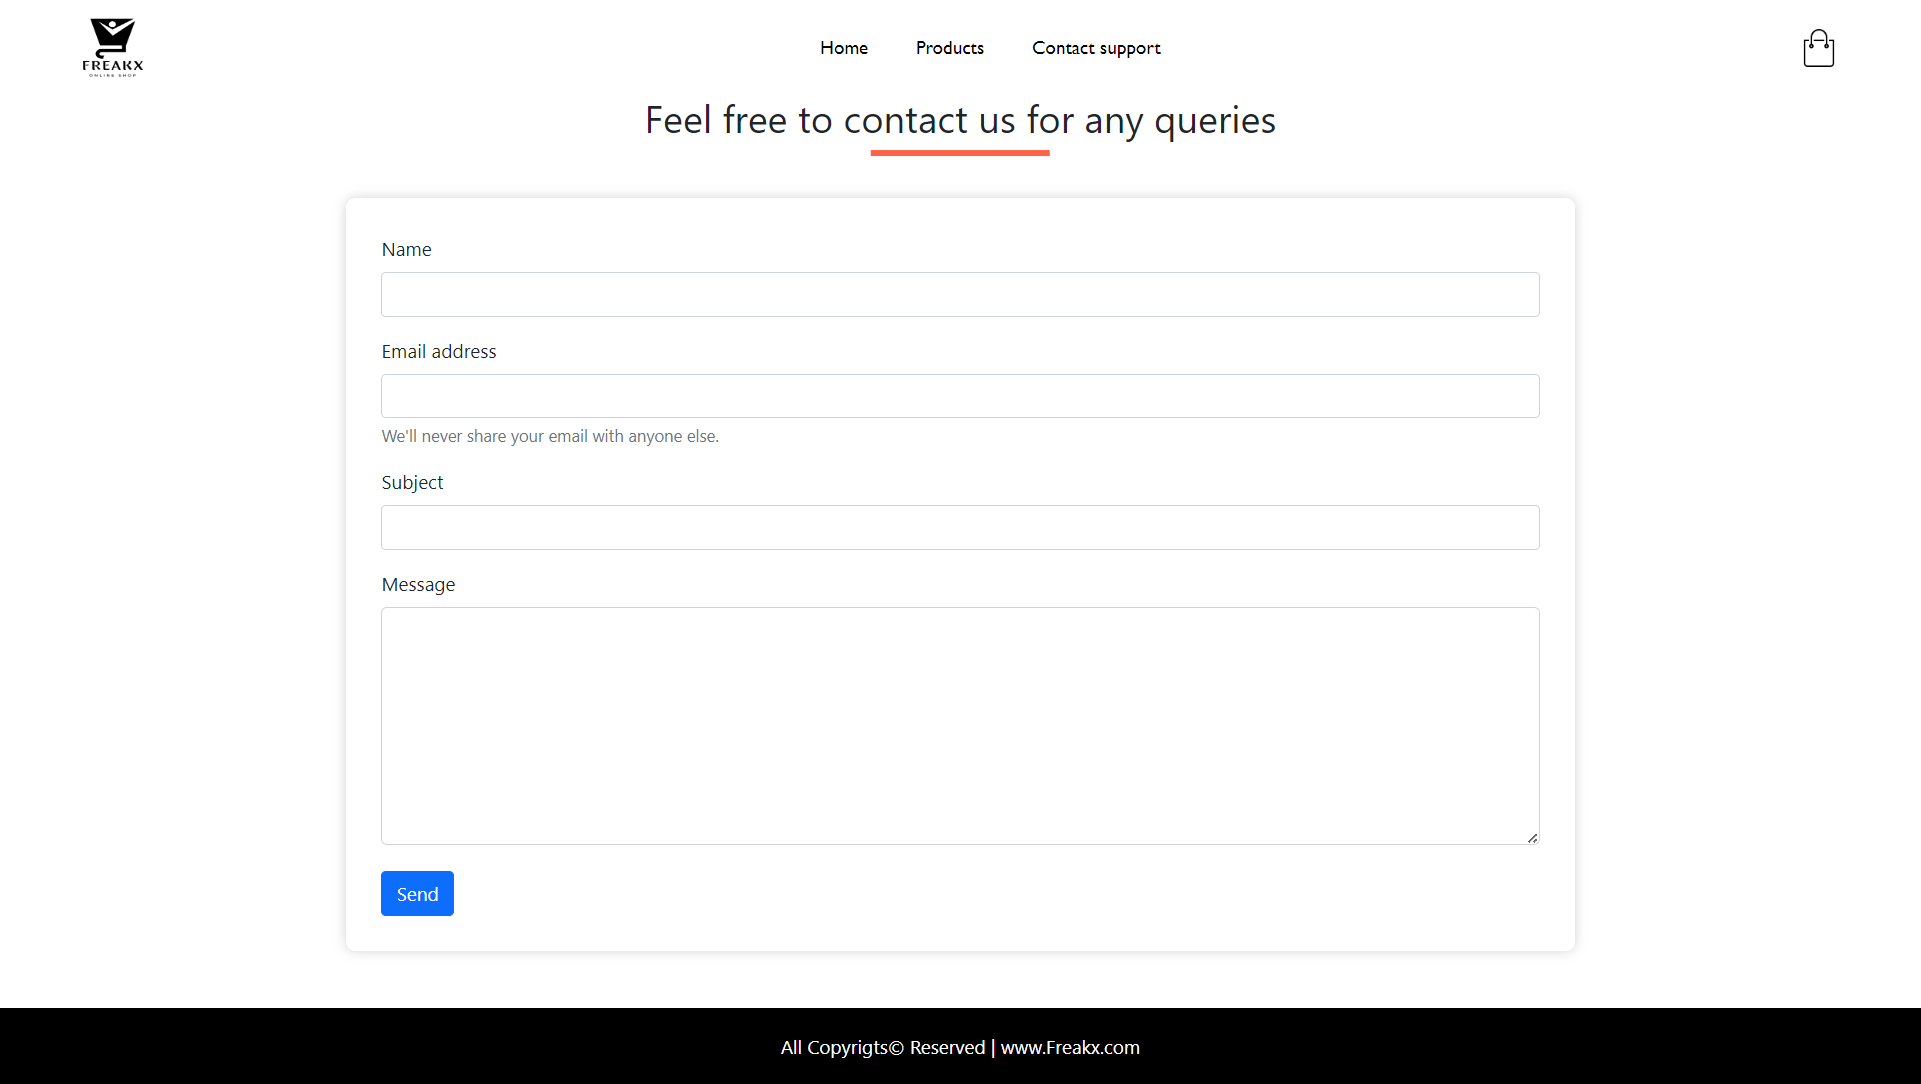 FREAKX
ONLINE SHOP
Home Products Contact support
Feel free to contact us for any queries
Name
Email address
We'll never share your email with anyone else.
Subject
Message
Send
All Copyrigts© Reserved | www.Freakx.com